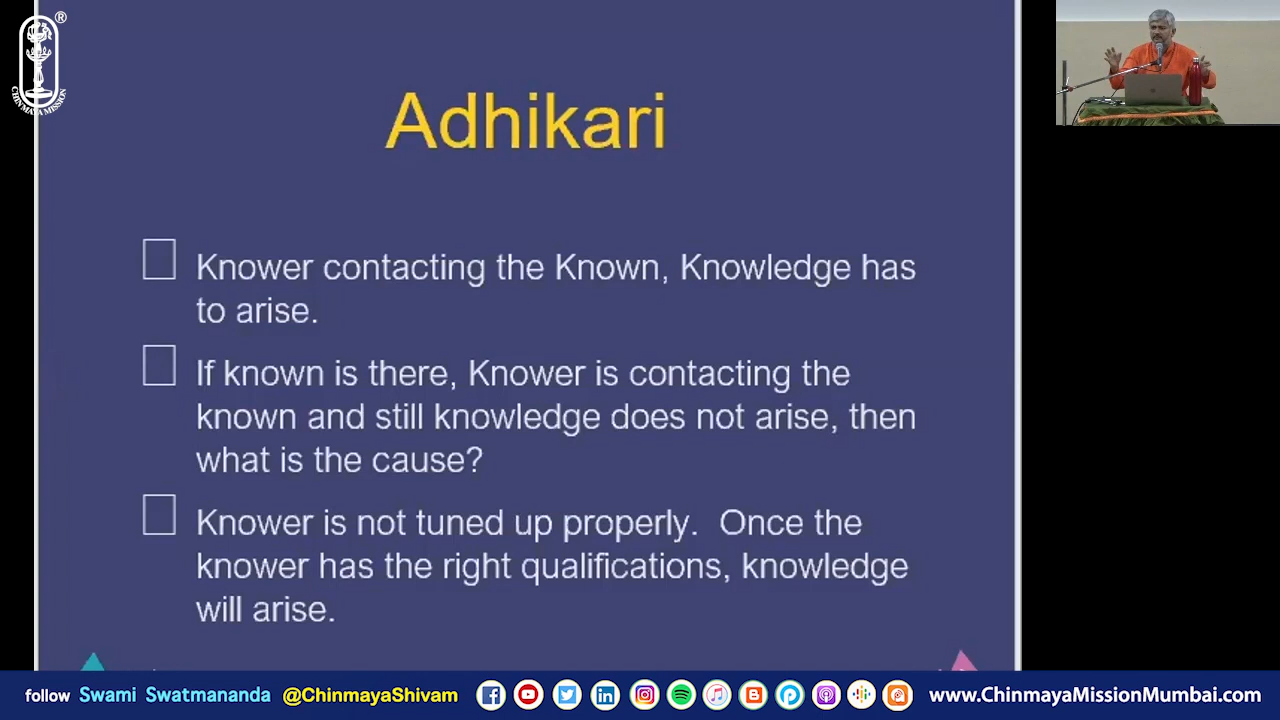 ®
CHINMAYA MISSION
Adhikari
Knower contacting the Known, Knowledge has
to arise.
If known is there, Knower is contacting the
known and still knowledge does not arise, then
what is the cause?
Knower is not tuned up properly. Once the
knower has the right qualifications, knowledge
will arise.
follow Swami Swatmananda @ChinmayaShivam www.ChinmayaMissionMumbai.com